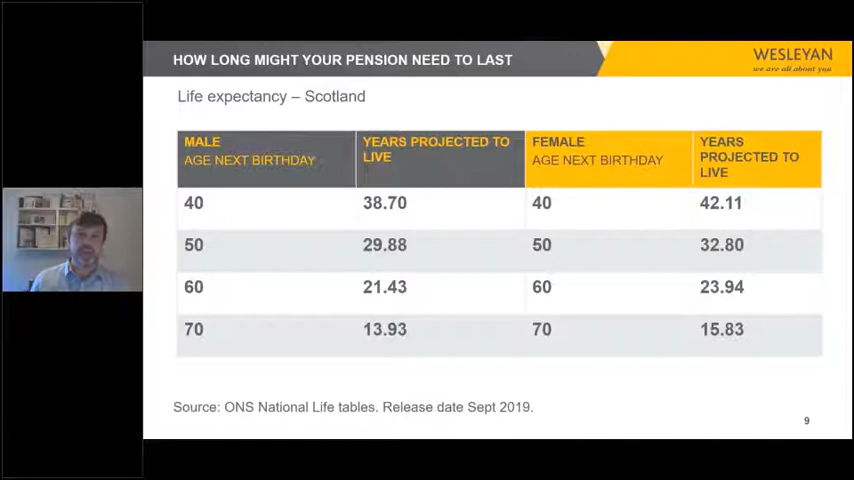 HOW LONG MIGHT YOUR PENSION NEED TO LAST
WESLEYAN
we are all about you
Life expectancy – Scotland
MALE
AGE NEXT BIRTHDAY
YEARS PROJECTED TO
LIVE
FEMALE
AGE NEXT BIRTHDAY
YEARS
PROJECTED TO
LIVE
40 38.70 40 42.11
50 29.88 50 32.80
60 21.43 60 23.94
70 13.93 70 15.83
Source: ONS National Life tables. Release date Sept 2019.
9